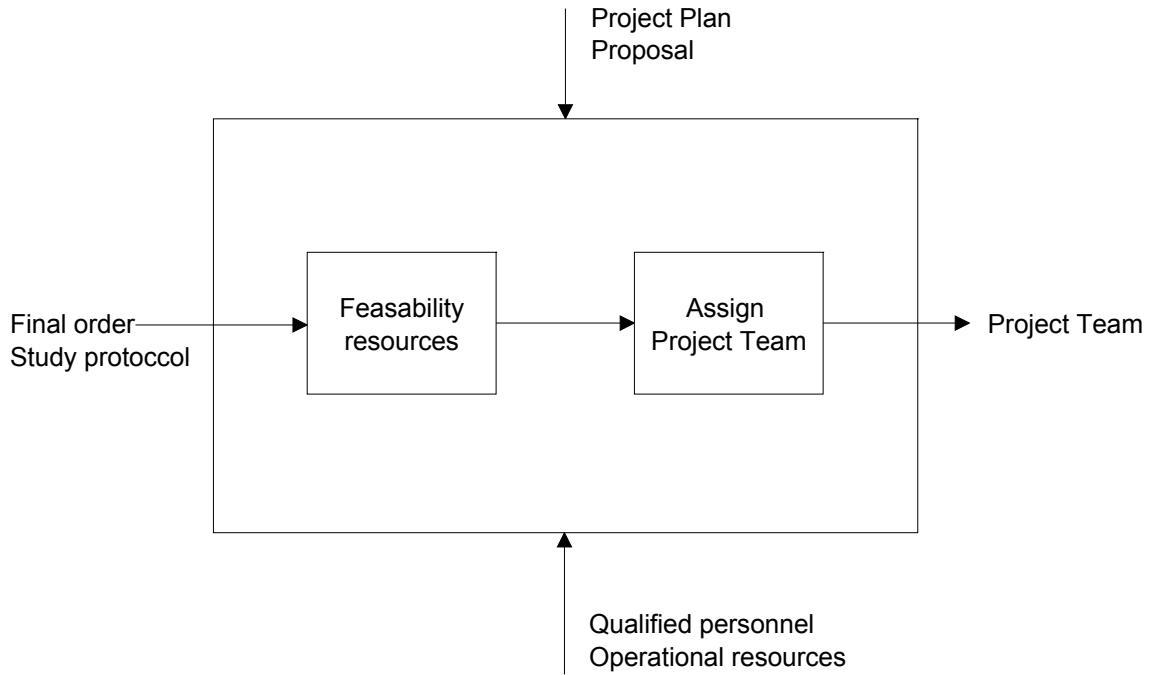 Project Plan
Proposal
Feasability
resources
Assign
Project Team
Final order
Study protoccol
Project Team
Qualified personnel
Operational resources